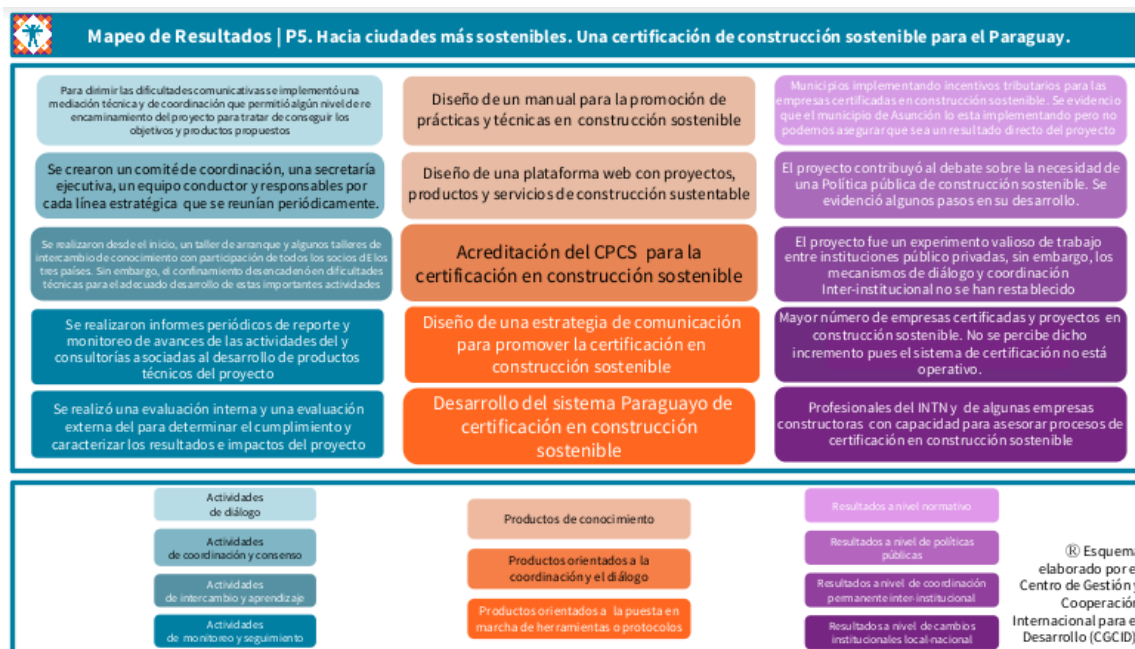 Mapeo de Resultados | P5. Hacia ciudades más sostenibles. Una certificación de construcción sostenible para el Paraguay.
Para dirimir las dificultades comunicativas se implementó una
mediación técnica y de coordinación que permitió algún nivel de re
encaminamiento del proyecto para tratar de conseguir los
objetivos y productos propuestos
Se crearon un comité de coordinación, una secretaría
ejecutiva, un equipo conductor y responsables por
cada línea estratégica que se reunían periódicamente.
Se realizaron desde el inicio, un taller de arranque y algunos talleres de
intercambio de conocimiento con participación de todos los socios dE los
tres países. Sin embargo, el confinamiento desencadenó en dificultades
técnicas para el adecuado desarrollo de estas importantes actividades
Se realizaron informes periódicos de reporte y
monitoreo de avances de las actividades del y
consultorías asociadas al desarrollo de productos
técnicos del proyecto
Se realizó una evaluación interna y una evaluación
externa del para determinar el cumplimiento y
caracterizar los resultados e impactos del proyecto
Diseño de un manual para la promoción de
prácticas y técnicas en construcción sostenible
Diseño de una plataforma web con proyectos,
productos y servicios de construcción sustentable
Acreditación del CPCS para la
certificación en construcción sostenible
Diseño de una estrategia de comunicación
para promover la certificación en
construcción sostenible
Desarrollo del sistema Paraguayo de
certificación en construcción
sostenible
Municipios implementando incentivos tributarios para las
empresas certificadas en construcción sostenible. Se evidencio
que el municipio de Asunción lo esta implementando pero no
podemos asegurar que sea un resultado directo del proyecto
El proyecto contribuyó al debate sobre la necesidad de
una Política pública de construcción sostenible. Se
evidenció algunos pasos en su desarrollo.
El proyecto fue un experimento valioso de trabajo
entre instituciones público privadas, sin embargo, los
mecanismos de diálogo y coordinación
Inter-institucional no se han restablecido
Mayor número de empresas certificadas y proyectos en
construcción sostenible. No se percibe dicho
incremento pues el sistema de certificación no está
operativo.
Profesionales del INTN y de algunas empresas
constructoras con capacidad para asesorar procesos de
certificación en construcción sostenible
Actividades
de diálogo
Actividades
de coordinación y consenso
Actividades
de intercambio y aprendizaje
Actividades
de monitoreo y seguimiento
Productos de conocimiento
Productos orientados a la
coordinación y el diálogo
Productos orientados a la puesta en
marcha de herramientas o protocolos
Resultados a nivel normativo
Resultados a nivel de políticas
públicas
Resultados a nivel de coordinación
permanente inter-institucional
Resultados a nivel de cambios
institucionales local-nacional
® Esquema
elaborado por e
Centro de Gestión y
Cooperación
Internacional para e
Desarrollo (CGCID)